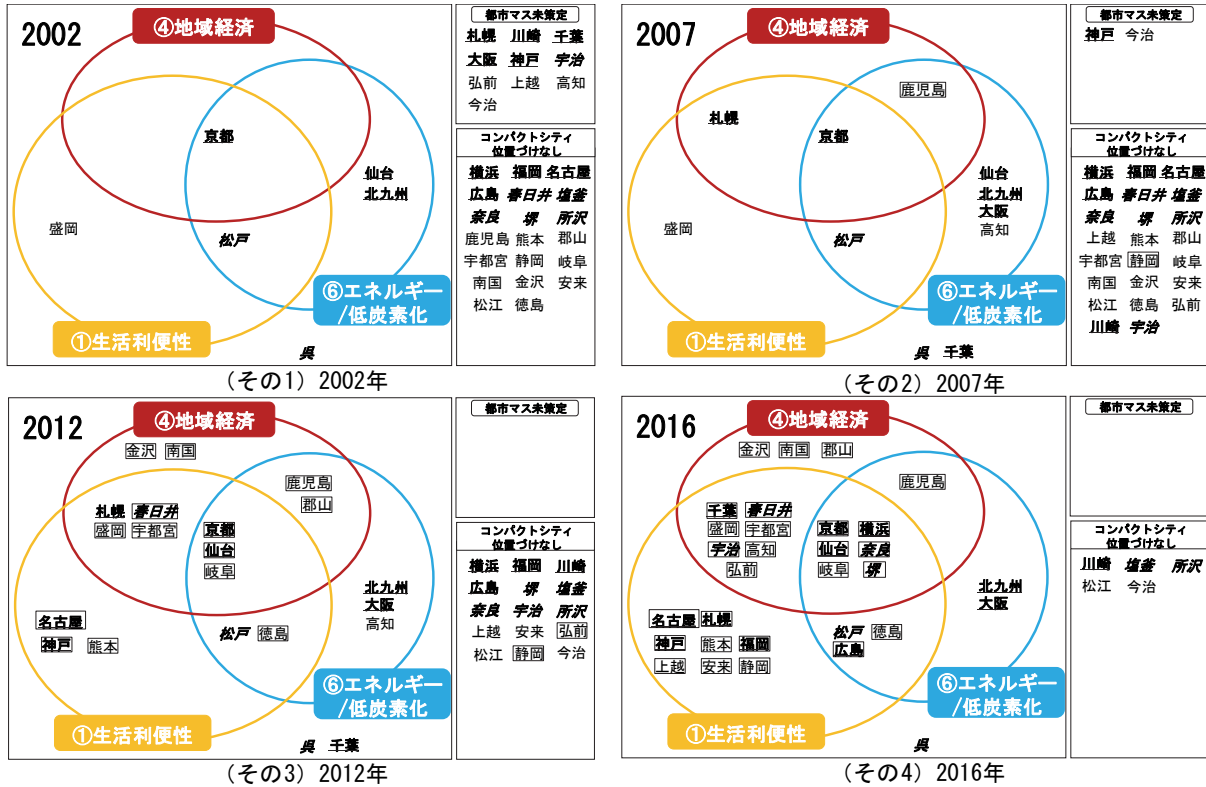 2002
④地域経済
京都
仙台
北九州
盛岡
松戸
⑥エネルギー
/低炭素化
①生活利便性
呉
都市マス未策定
札幌 川崎 千葉
大阪 神戸 宇治
弘前 上越 高知
今治
コンパクトシティ
位置づけなし
横浜 福岡 名古屋
広島 春日井 塩釜
奈良 堺 所沢
鹿児島 熊本 郡山
宇都宮 静岡 岐阜
南国 金沢 安来
松江 徳島
(その1) 2002年
2007
④地域経済
鹿児島
札幌
京都
仙台
北九州
大阪
高知
盛岡
松戸
⑥エネルギー
/低炭素化
①生活利便性
呉 千葉
都市マス未策定
神戸 今治
コンパクトシティ
位置づけなし
横浜 福岡 名古屋
広島 春日井 塩釜
奈良 堺 所沢
上越 熊本 郡山
宇都宮 静岡 岐阜
南国 金沢 安来
松江 徳島 弘前
川崎 宇治
(その2) 2007年
2012
④地域経済
金沢 南国
鹿児島
郡山
札幌 春日井
盛岡 宇都宮
京都
仙台
岐阜
北九州
大阪
高知
名古屋
神戸 熊本
松戸 徳島
⑥エネルギー
/低炭素化
①生活利便性
呉 千葉
都市マス未策定
コンパクトシティ
位置づけなし
横浜 福岡 川崎
広島 堺 塩釜
奈良 宇治 所沢
上越 安来 弘前
松江 静岡 今治
(その3) 2012年
2016
④地域経済
金沢 南国 郡山
鹿児島
千葉 春日井
盛岡 宇都宮
宇治 高知
弘前
京都 横浜
仙台 奈良
岐阜 堺
北九州
大阪
名古屋 札幌
神戸 熊本 福岡
上越 安来 静岡
松戸 徳島
広島
⑥エネルギー
/低炭素化
①生活利便性
呉
都市マス未策定
コンパクトシティ
位置づけなし
川崎 塩釜 所沢
松江 今治
(その4) 2016年